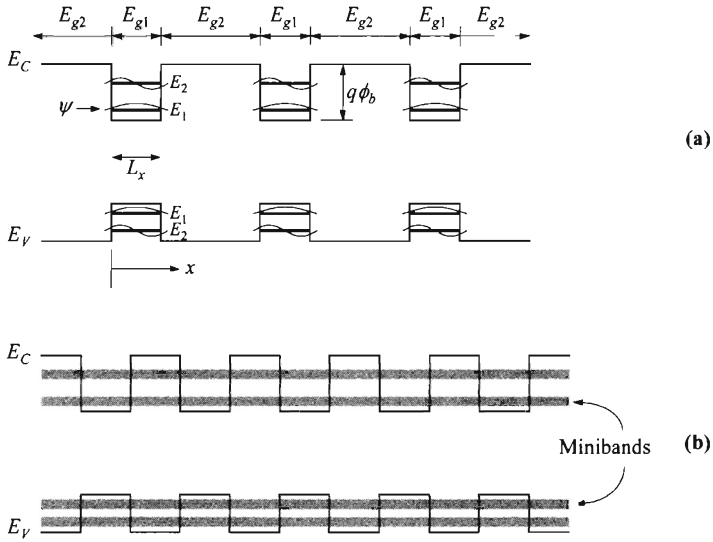 E_{g2} E_{g1} E_{g2} E_{g1} E_{g2} E_{g1} E_{g2}
E_C
E_2
qϕ_b
ψ E_1
(a)
L_x
E_1
E_2
E_V
x
E_C
Minibands (b)
E_V